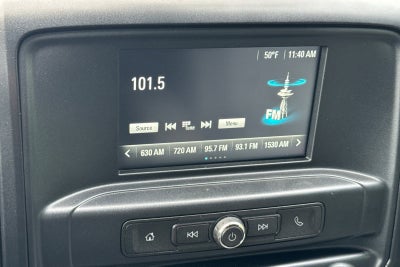 50°F 11:40 AM
101.5
FM
Source Tune Menu
630 AM 720 AM 95.7 FM 93.1 FM 1530 AM